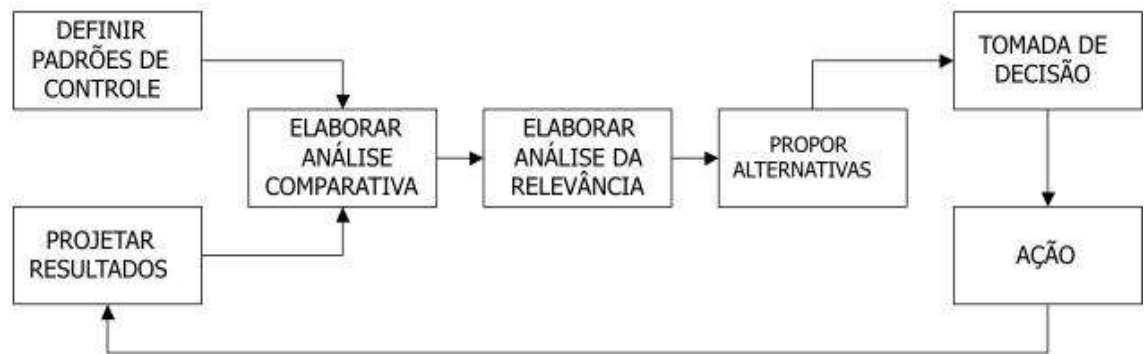 DEFINIR
PADRÕES DE
CONTROLE
PROJETAR
RESULTADOS
ELABORAR
ANÁLISE
COMPARATIVA
ELABORAR
ANÁLISE DA
RELEVÂNCIA
PROPOR
ALTERNATIVAS
TOMADA DE
DECISÃO
AÇÃO